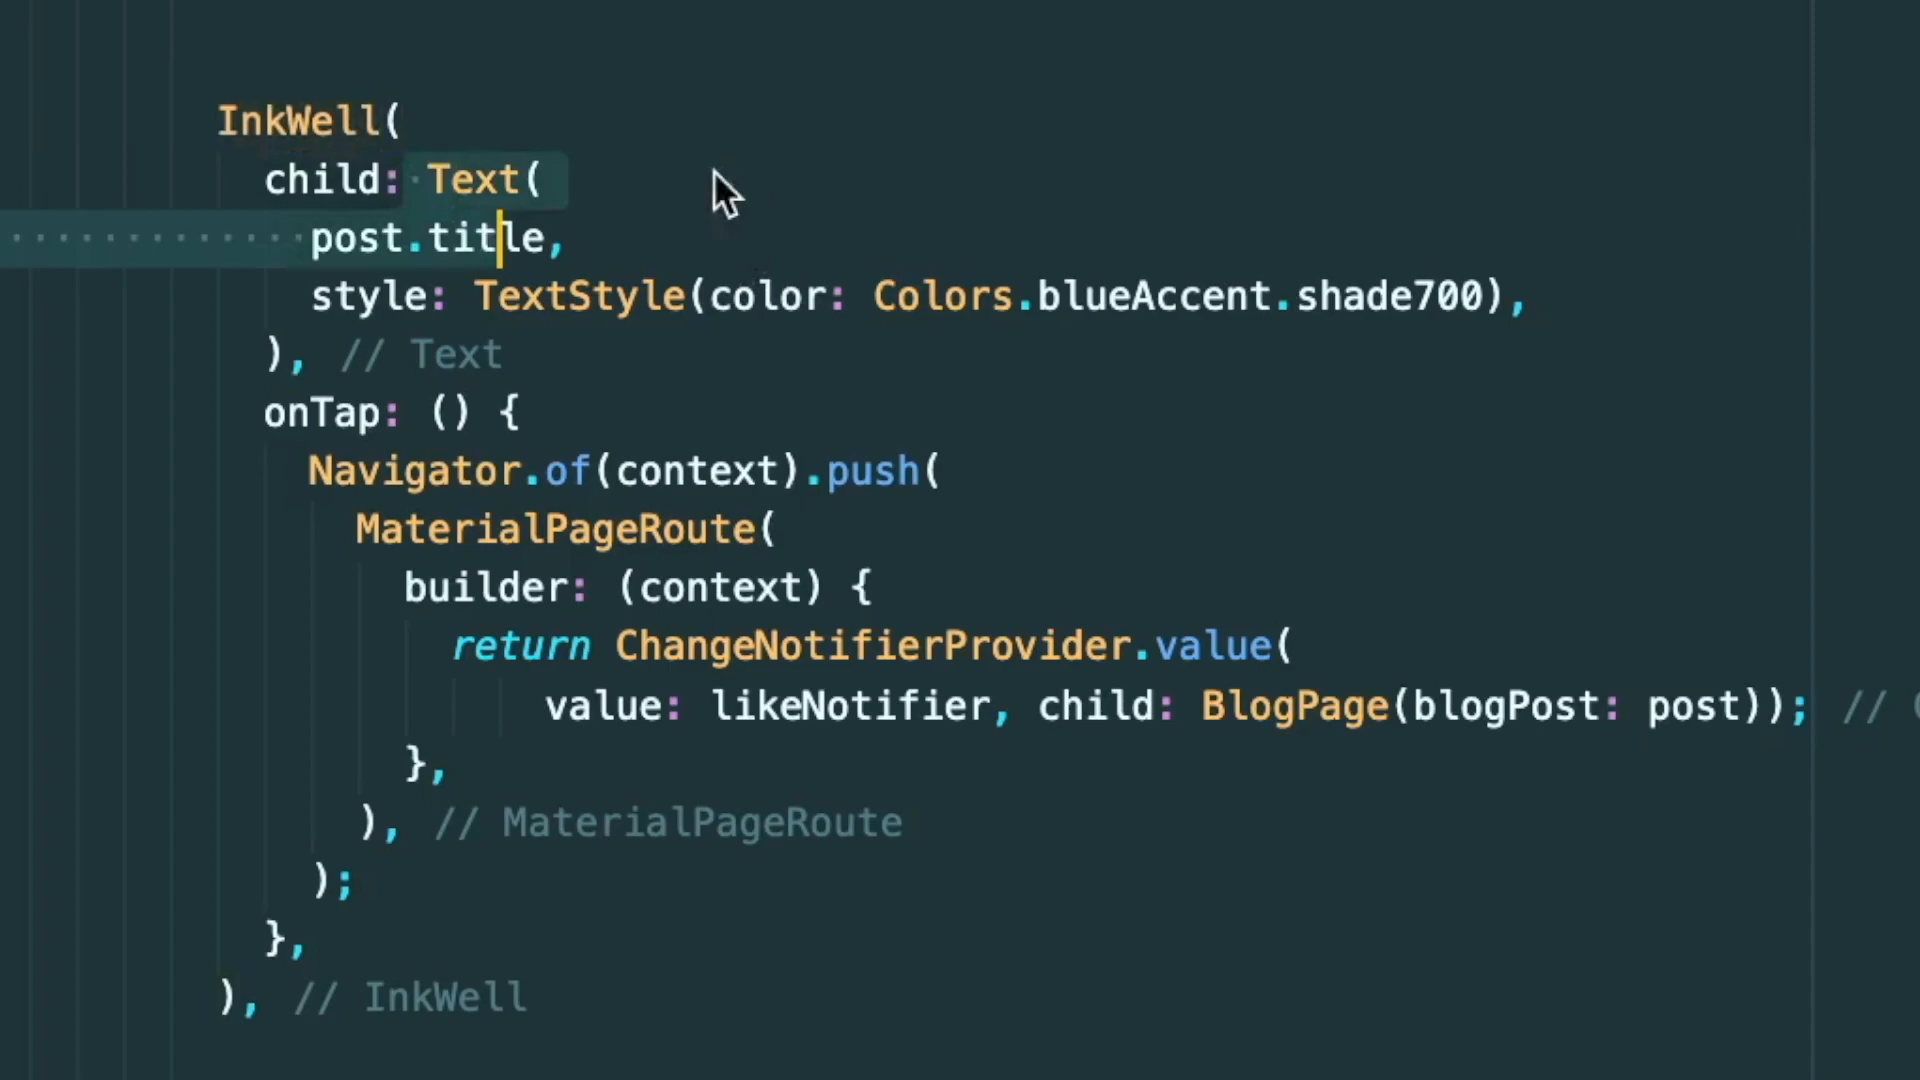 InkWell(
child: Text(
post.title,
style: TextStyle(color: Colors.blueAccent.shade700),
), // Text
onTap: () {
Navigator.of(context).push(
MaterialPageRoute(
builder: (context) {
return ChangeNotifierProvider.value(
value: likeNotifier, child: BlogPage(blogPost: post)); //
},
), // MaterialPageRoute
);
},
), // InkWell